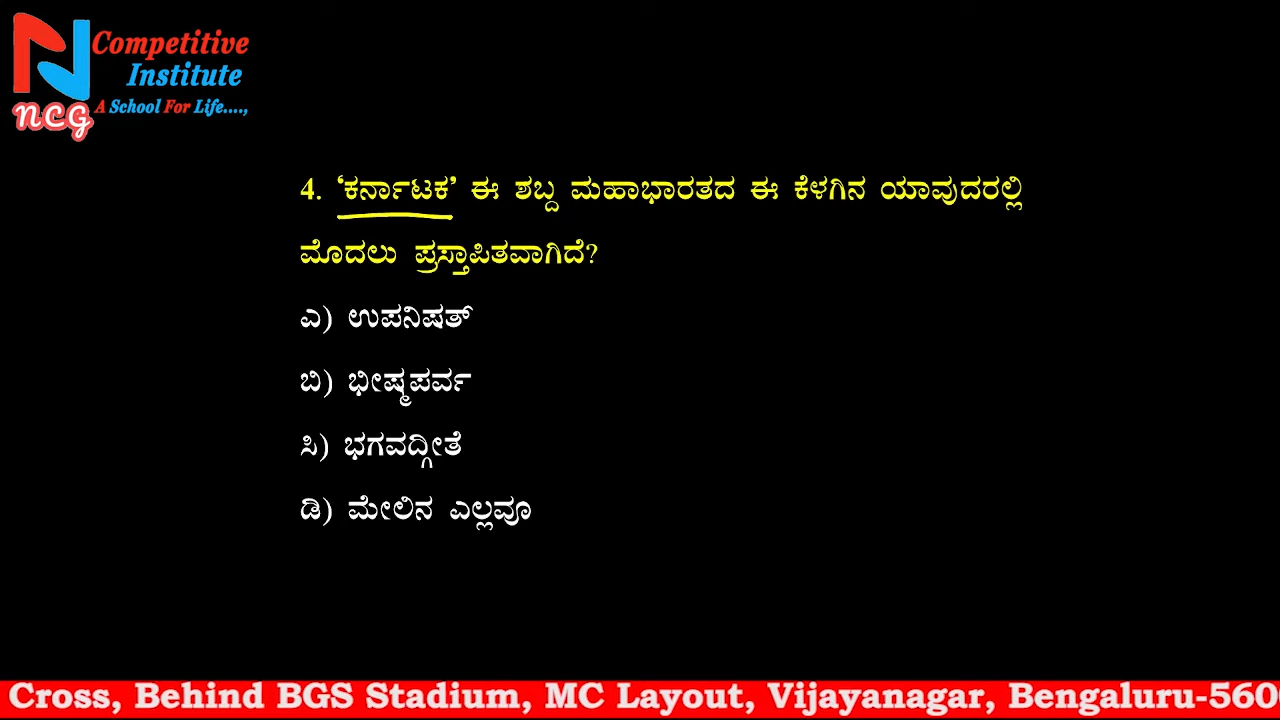 Competitive
Institute
NCG A School For Life....,
4. ‘ಕರ್ನಾಟಕ’ ಈ ಶಬ್ದ ಮಹಾಭಾರತದ ಈ ಕೆಳಗಿನ ಯಾವುದರಲ್ಲಿ
ಮೊದಲು ಪ್ರಸ್ತಾಪಿತವಾಗಿದೆ?
ಎ) ಉಪನಿಷತ್
ಬಿ) ಭೀಷ್ಮಪರ್ವ
ಸಿ) ಭಗವದ್ಗೀತೆ
ಡಿ) ಮೇಲಿನ ಎಲ್ಲವೂ
Cross, Behind BGS Stadium, MC Layout, Vijayanagar, Bengaluru-560